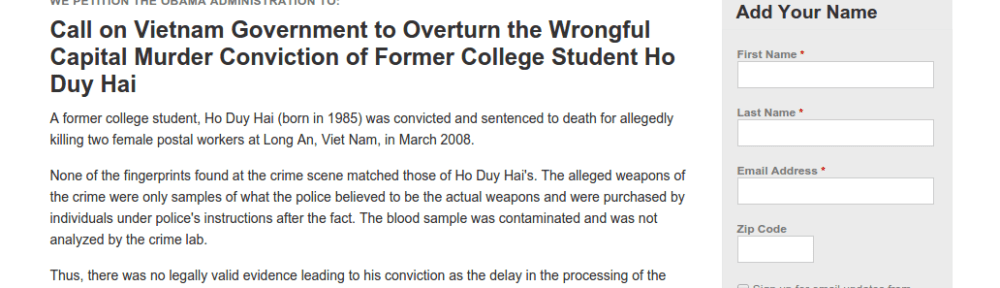 WE PETITION THE OBAMA ADMINISTRATION TO:
Call on Vietnam Government to Overturn the Wrongful
Capital Murder Conviction of Former College Student Ho
Duy Hai
A former college student, Ho Duy Hai (born in 1985) was convicted and sentenced to death for allegedly
killing two female postal workers at Long An, Viet Nam, in March 2008.
None of the fingerprints found at the crime scene matched those of Ho Duy Hai's. The alleged weapons of
the crime were only samples of what the police believed to be the actual weapons and were purchased by
individuals under police's instructions after the fact. The blood sample was contaminated and was not
analyzed by the crime lab.
Thus, there was no legally valid evidence leading to his conviction as the delay in the processing of the
Add Your Name
First Name *
Last Name *
Email Address *
Zip Code
Sign up for email updates from